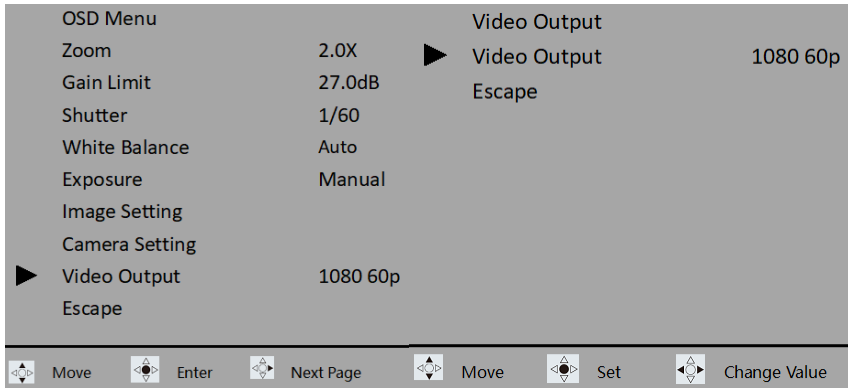 OSD Menu
Zoom 2.0X
Gain Limit 27.0dB
Shutter 1/60
White Balance Auto
Exposure Manual
Image Setting
Camera Setting
Video Output 1080 60p
Escape
Move Enter Next Page
Video Output
Video Output 1080 60p
Escape
Move Set Change Value